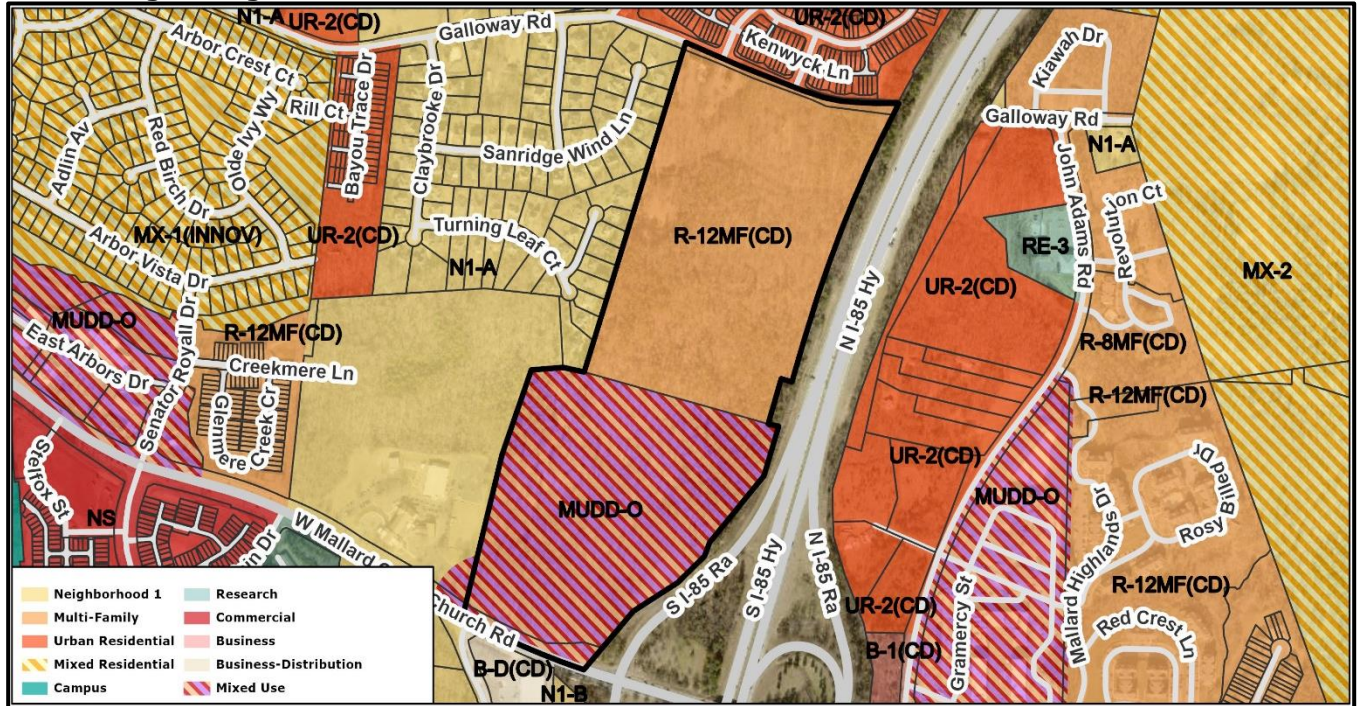 N1-A
UR-2(CD)
Galloway Rd
UR-2(CD)
Kenwyck Ln
Kiawah Dr
Arbor Crest Ct
Rill Ct
Bayou Trace Dr
Claybrooke Dr
Sanridge Wind Ln
Galloway Rd
N1-A
Adlin Av
Red Birch Dr
Olde Ivy Wy
John Adams Rd
Revolution Ct
Turning Leaf Ct
MX-1(INNOV)
UR-2(CD)
N1-A
R-12MF(CD)
N I-85 Hy
RE-3
MX-2
Arbor Vista Dr
UR-2(CD)
MUDD-O
Senator Royall Dr
R-12MF(CD)
R-8MF(CD)
East Arbors Dr
Creekmere Ln
R-12MF(CD)
Glenmere Creek Cr
Stelfox St
NS
UR-2(CD)
MUDD-O
MUDD-O
Mallard Highlands Dr
Rosy Billed Dr
W Mallard
Church Rd
S I-85 Ra
S I-85 Hy
N I-85 Ra
Gramercy St
R-12MF(CD)
UR-2(CD)
Red Crest Ln
B-1(CD)
B-D(CD)
N1-B
Neighborhood 1
Multi-Family
Urban Residential
Mixed Residential
Campus
Research
Commercial
Business
Business-Distribution
Mixed Use